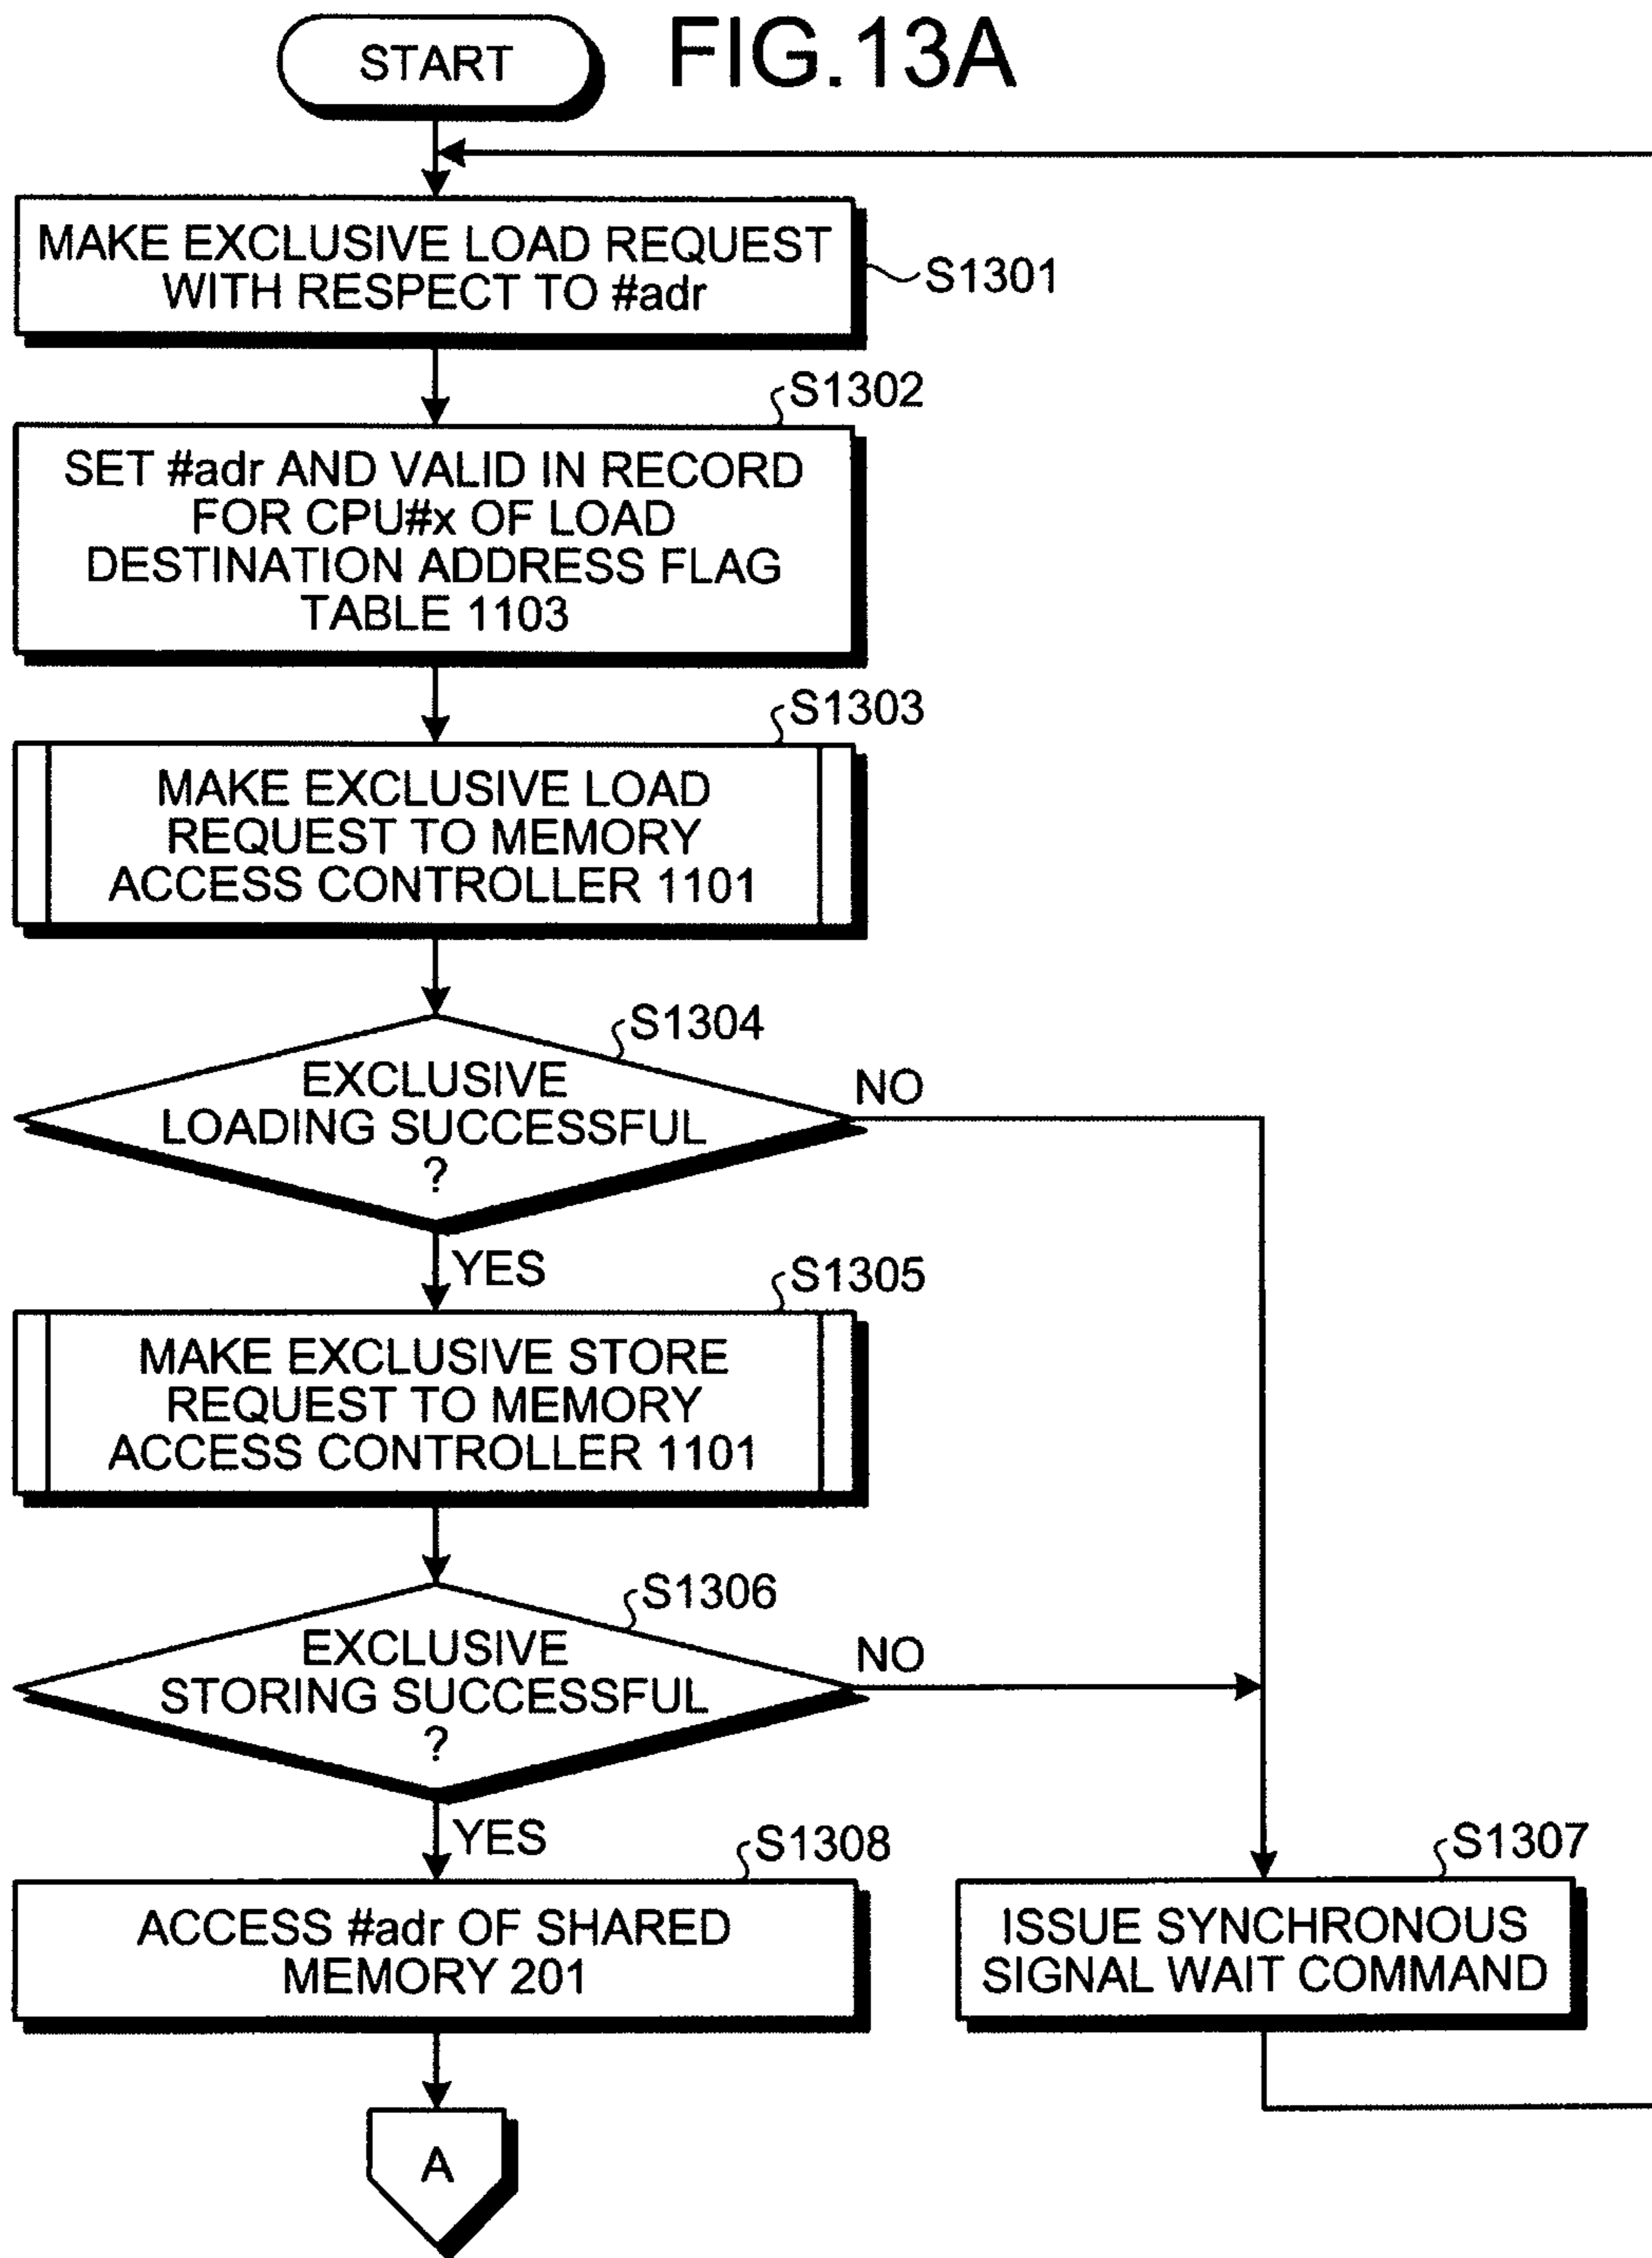 FIG.13A
START
MAKE EXCLUSIVE LOAD REQUEST
WITH RESPECT TO #adr
S1301
S1302
SET #adr AND VALID IN RECORD
FOR CPU#x OF LOAD
DESTINATION ADDRESS FLAG
TABLE 1103
S1303
MAKE EXCLUSIVE LOAD
REQUEST TO MEMORY
ACCESS CONTROLLER 1101
S1304
EXCLUSIVE
LOADING SUCCESSFUL
?
NO
YES
S1305
MAKE EXCLUSIVE STORE
REQUEST TO MEMORY
ACCESS CONTROLLER 1101
S1306
EXCLUSIVE
STORING SUCCESSFUL
?
NO
YES
S1308
ACCESS #adr OF SHARED
MEMORY 201
S1307
ISSUE SYNCHRONOUS
SIGNAL WAIT COMMAND
A